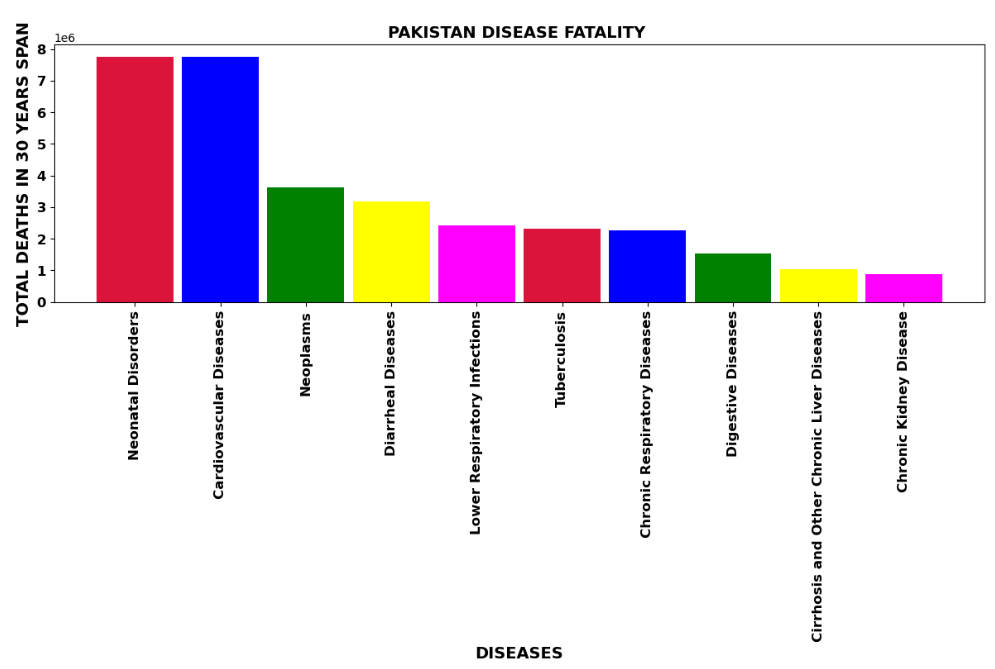 PAKISTAN DISEASE FATALITY
1e6
TOTAL DEATHS IN 30 YEARS SPAN
8
7
6
5
4
3
2
1
0
Neonatal Disorders
Cardiovascular Diseases
Neoplasms
Diarrheal Diseases
Lower Respiratory Infections
Tuberculosis
Chronic Respiratory Diseases
Digestive Diseases
Cirrhosis and Other Chronic Liver Diseases
Chronic Kidney Disease
DISEASES